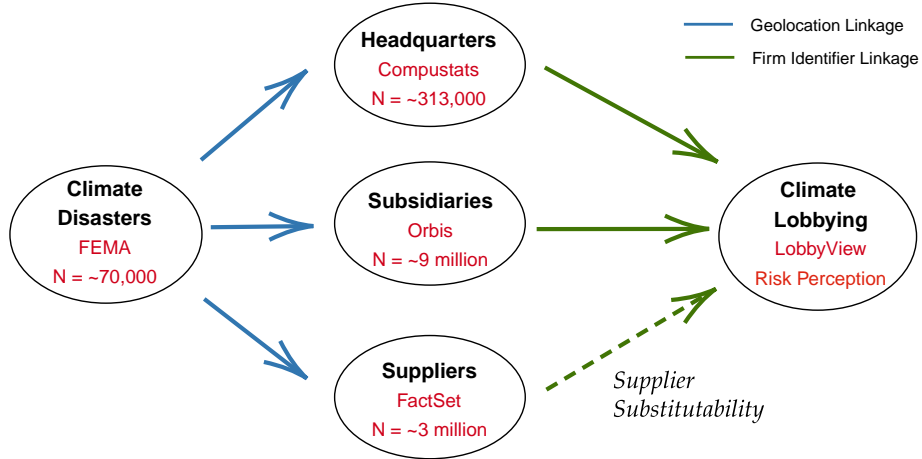 Geolocation Linkage
Firm Identifier Linkage
Headquarters
Compustats
N = ~313,000
Climate
Disasters
FEMA
N = ~70,000
Subsidiaries
Orbis
N = ~9 million
Climate
Lobbying
LobbyView
Risk Perception
Suppliers
FactSet
N = ~3 million
Supplier
Substitutability